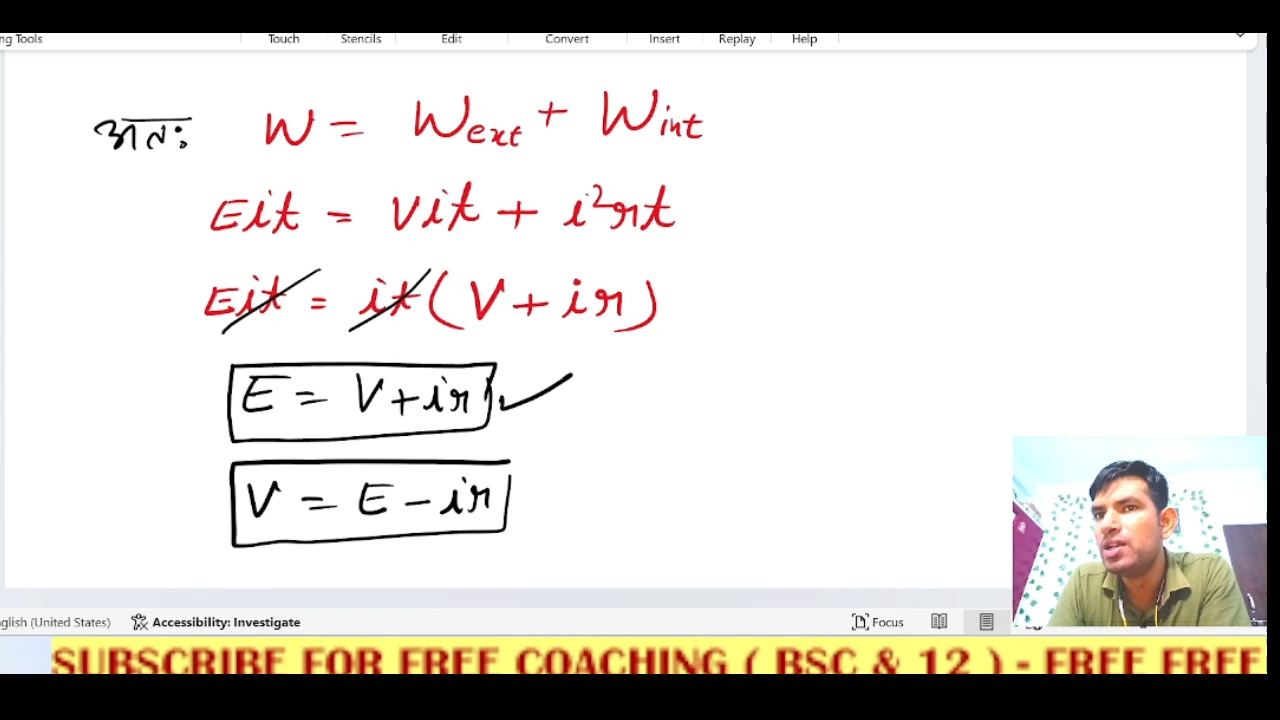 ng Tools Touch Stencils Edit Convert Insert Replay Help
अतः W = Wext + Wint
Eit = Vit + i²rt
Eit = it (V + ir)
E = V + ir
V = E - ir
glish (United States) Accessibility: Investigate Focus
SUBSCRIBE FOR FREE COACHING ( BSC & 12 ) - FREE FREE